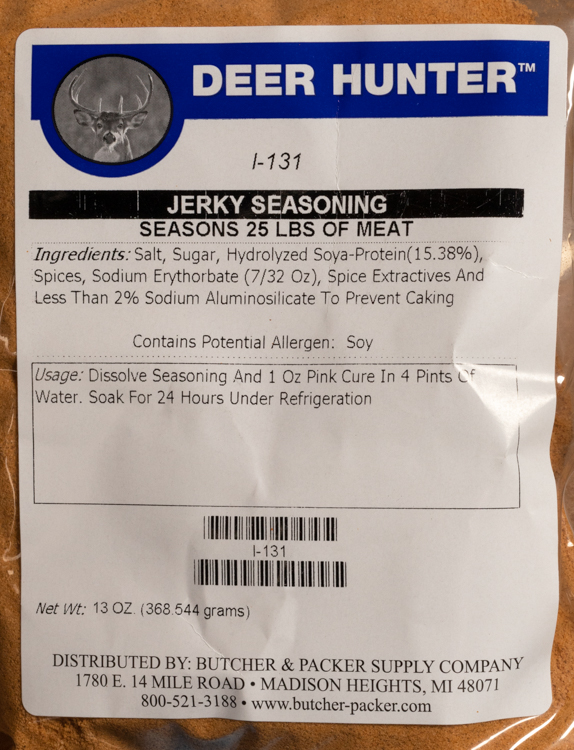 DEER HUNTER™
I-131
JERKY SEASONING
SEASONS 25 LBS OF MEAT
Ingredients: Salt, Sugar, Hydrolyzed Soya-Protein(15.38%),
Spices, Sodium Erythorbate (7/32 Oz), Spice Extractives And
Less Than 2% Sodium Aluminosilicate To Prevent Caking
Contains Potential Allergen: Soy
Usage: Dissolve Seasoning And 1 Oz Pink Cure In 4 Pints Of
Water. Soak For 24 Hours Under Refrigeration
I-131
Net Wt: 13 OZ. (368.544 grams)
DISTRIBUTED BY: BUTCHER & PACKER SUPPLY COMPANY
1780 E. 14 MILE ROAD • MADISON HEIGHTS, MI 48071
800-521-3188 • www.butcher-packer.com